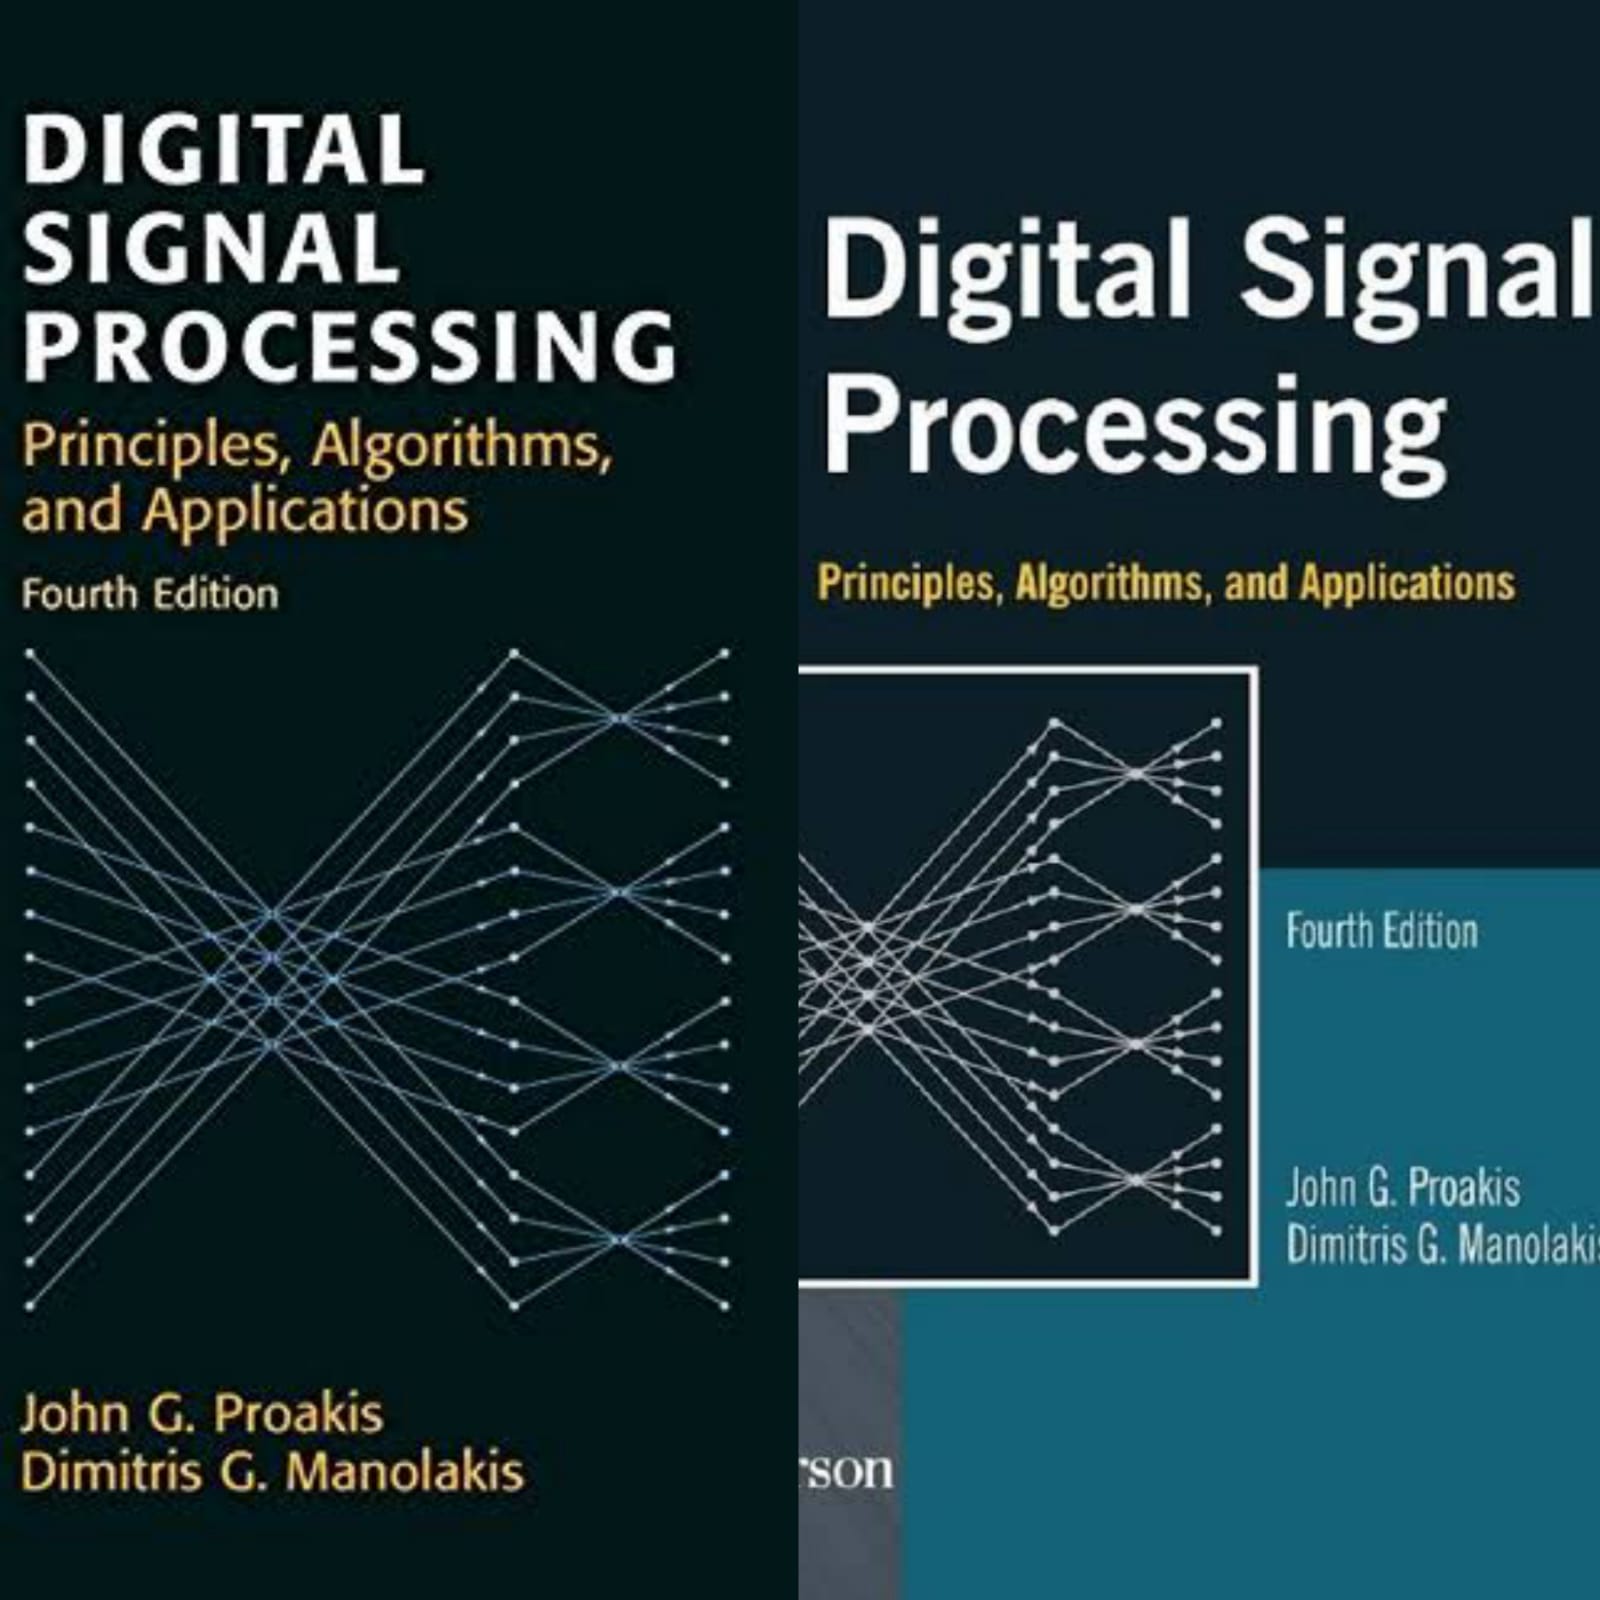 DIGITAL
SIGNAL
PROCESSING
Principles, Algorithms,
and Applications
Fourth Edition
John G. Proakis
Dimitris G. Manolakis
Digital Signal
Processing
Principles, Algorithms, and Applications
Fourth Edition
John G. Proakis
Dimitris G. Manolakis
rson